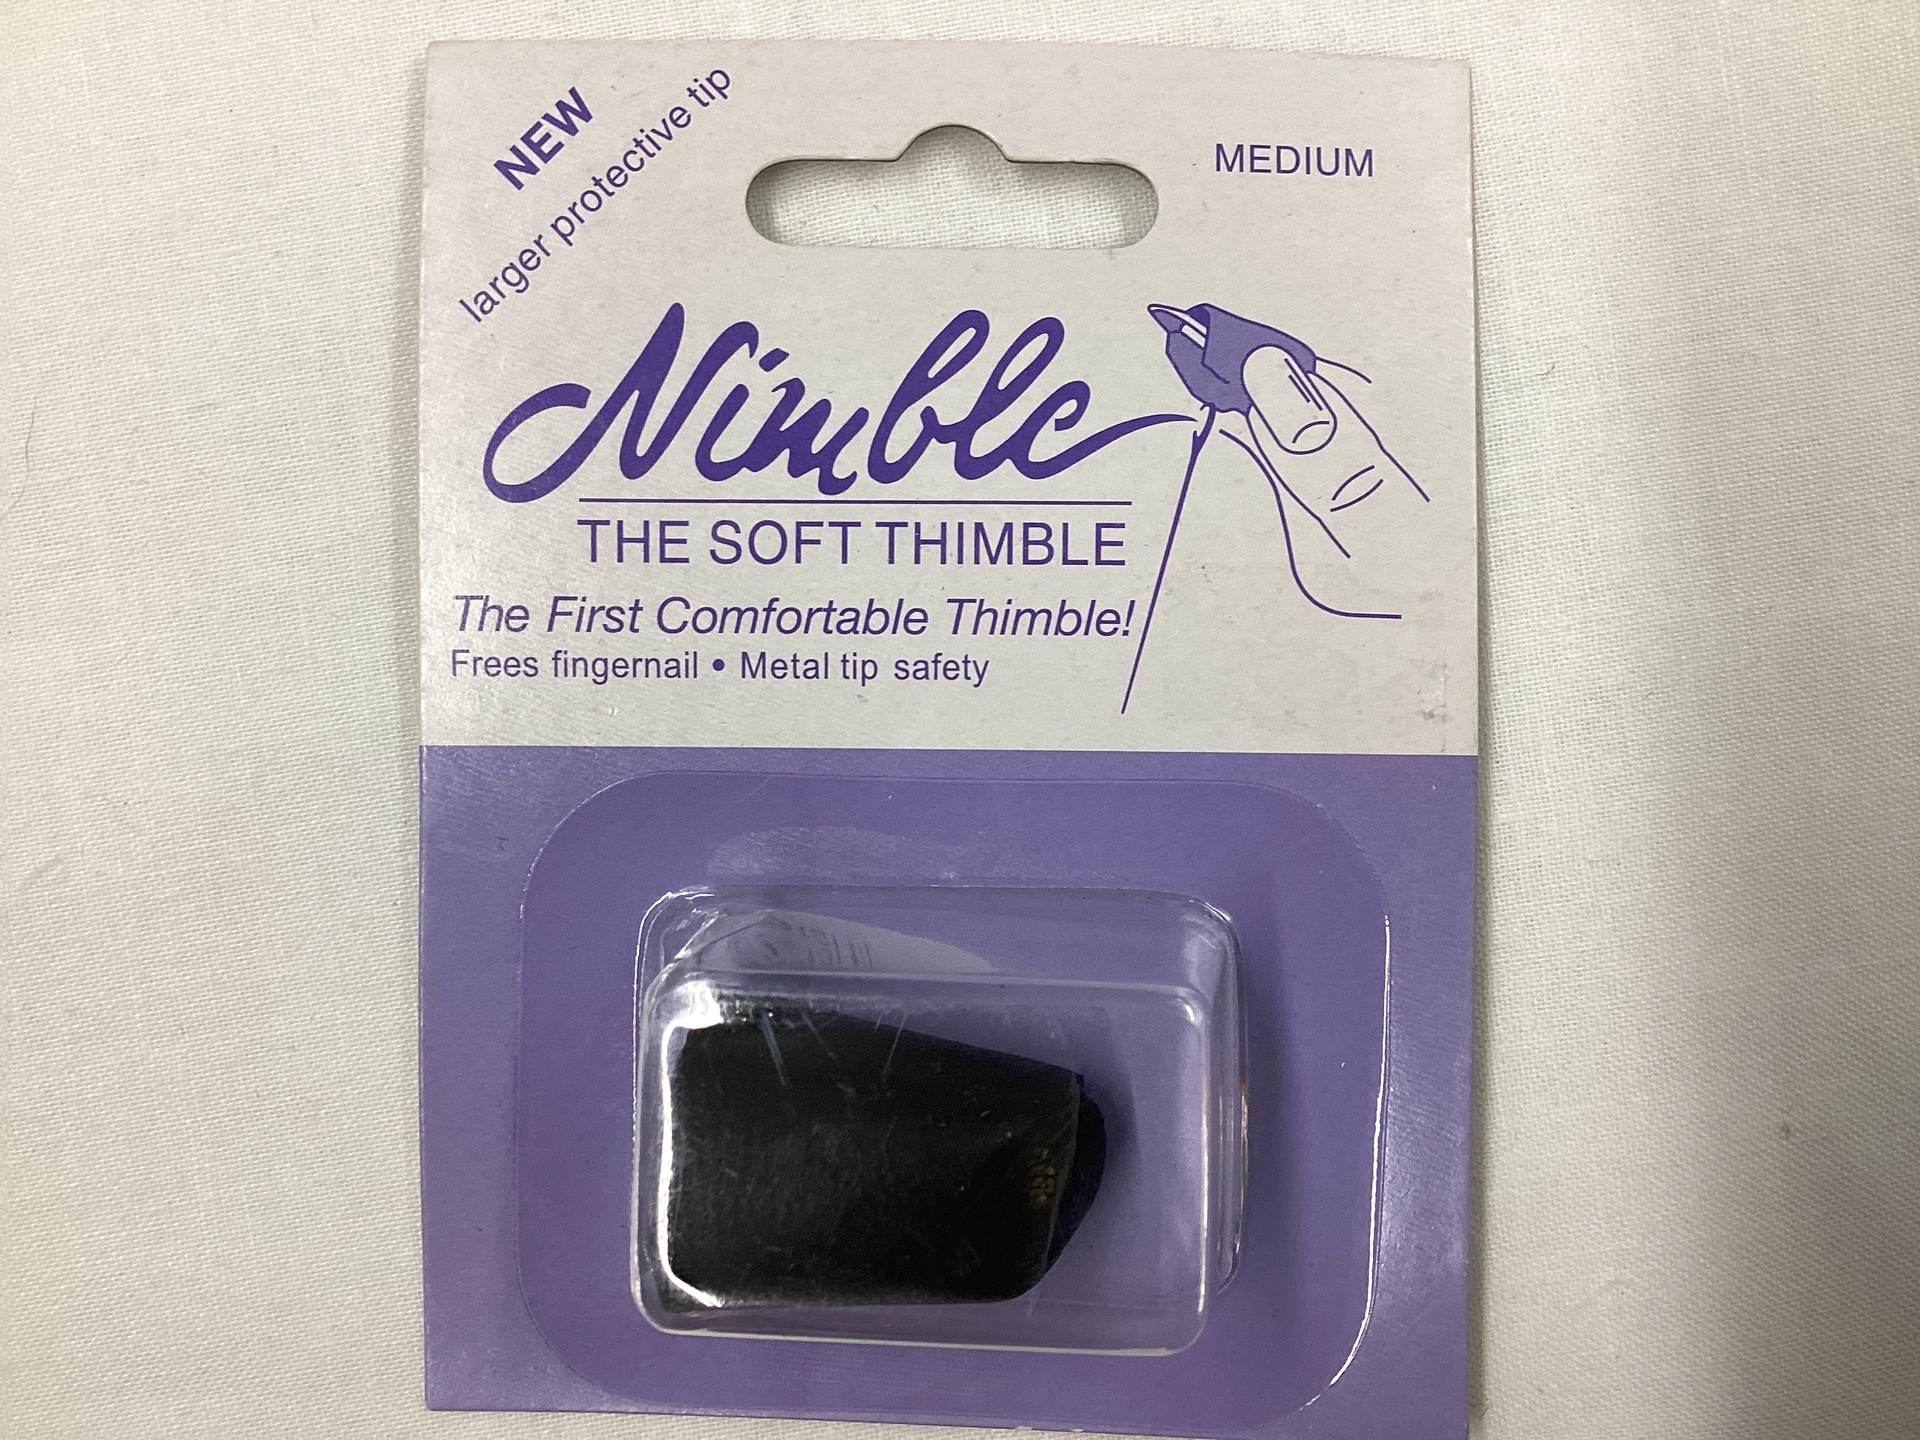 NEW
larger protective tip
MEDIUM
Nimble
THE SOFT THIMBLE
The First Comfortable Thimble!
Frees fingernail • Metal tip safety